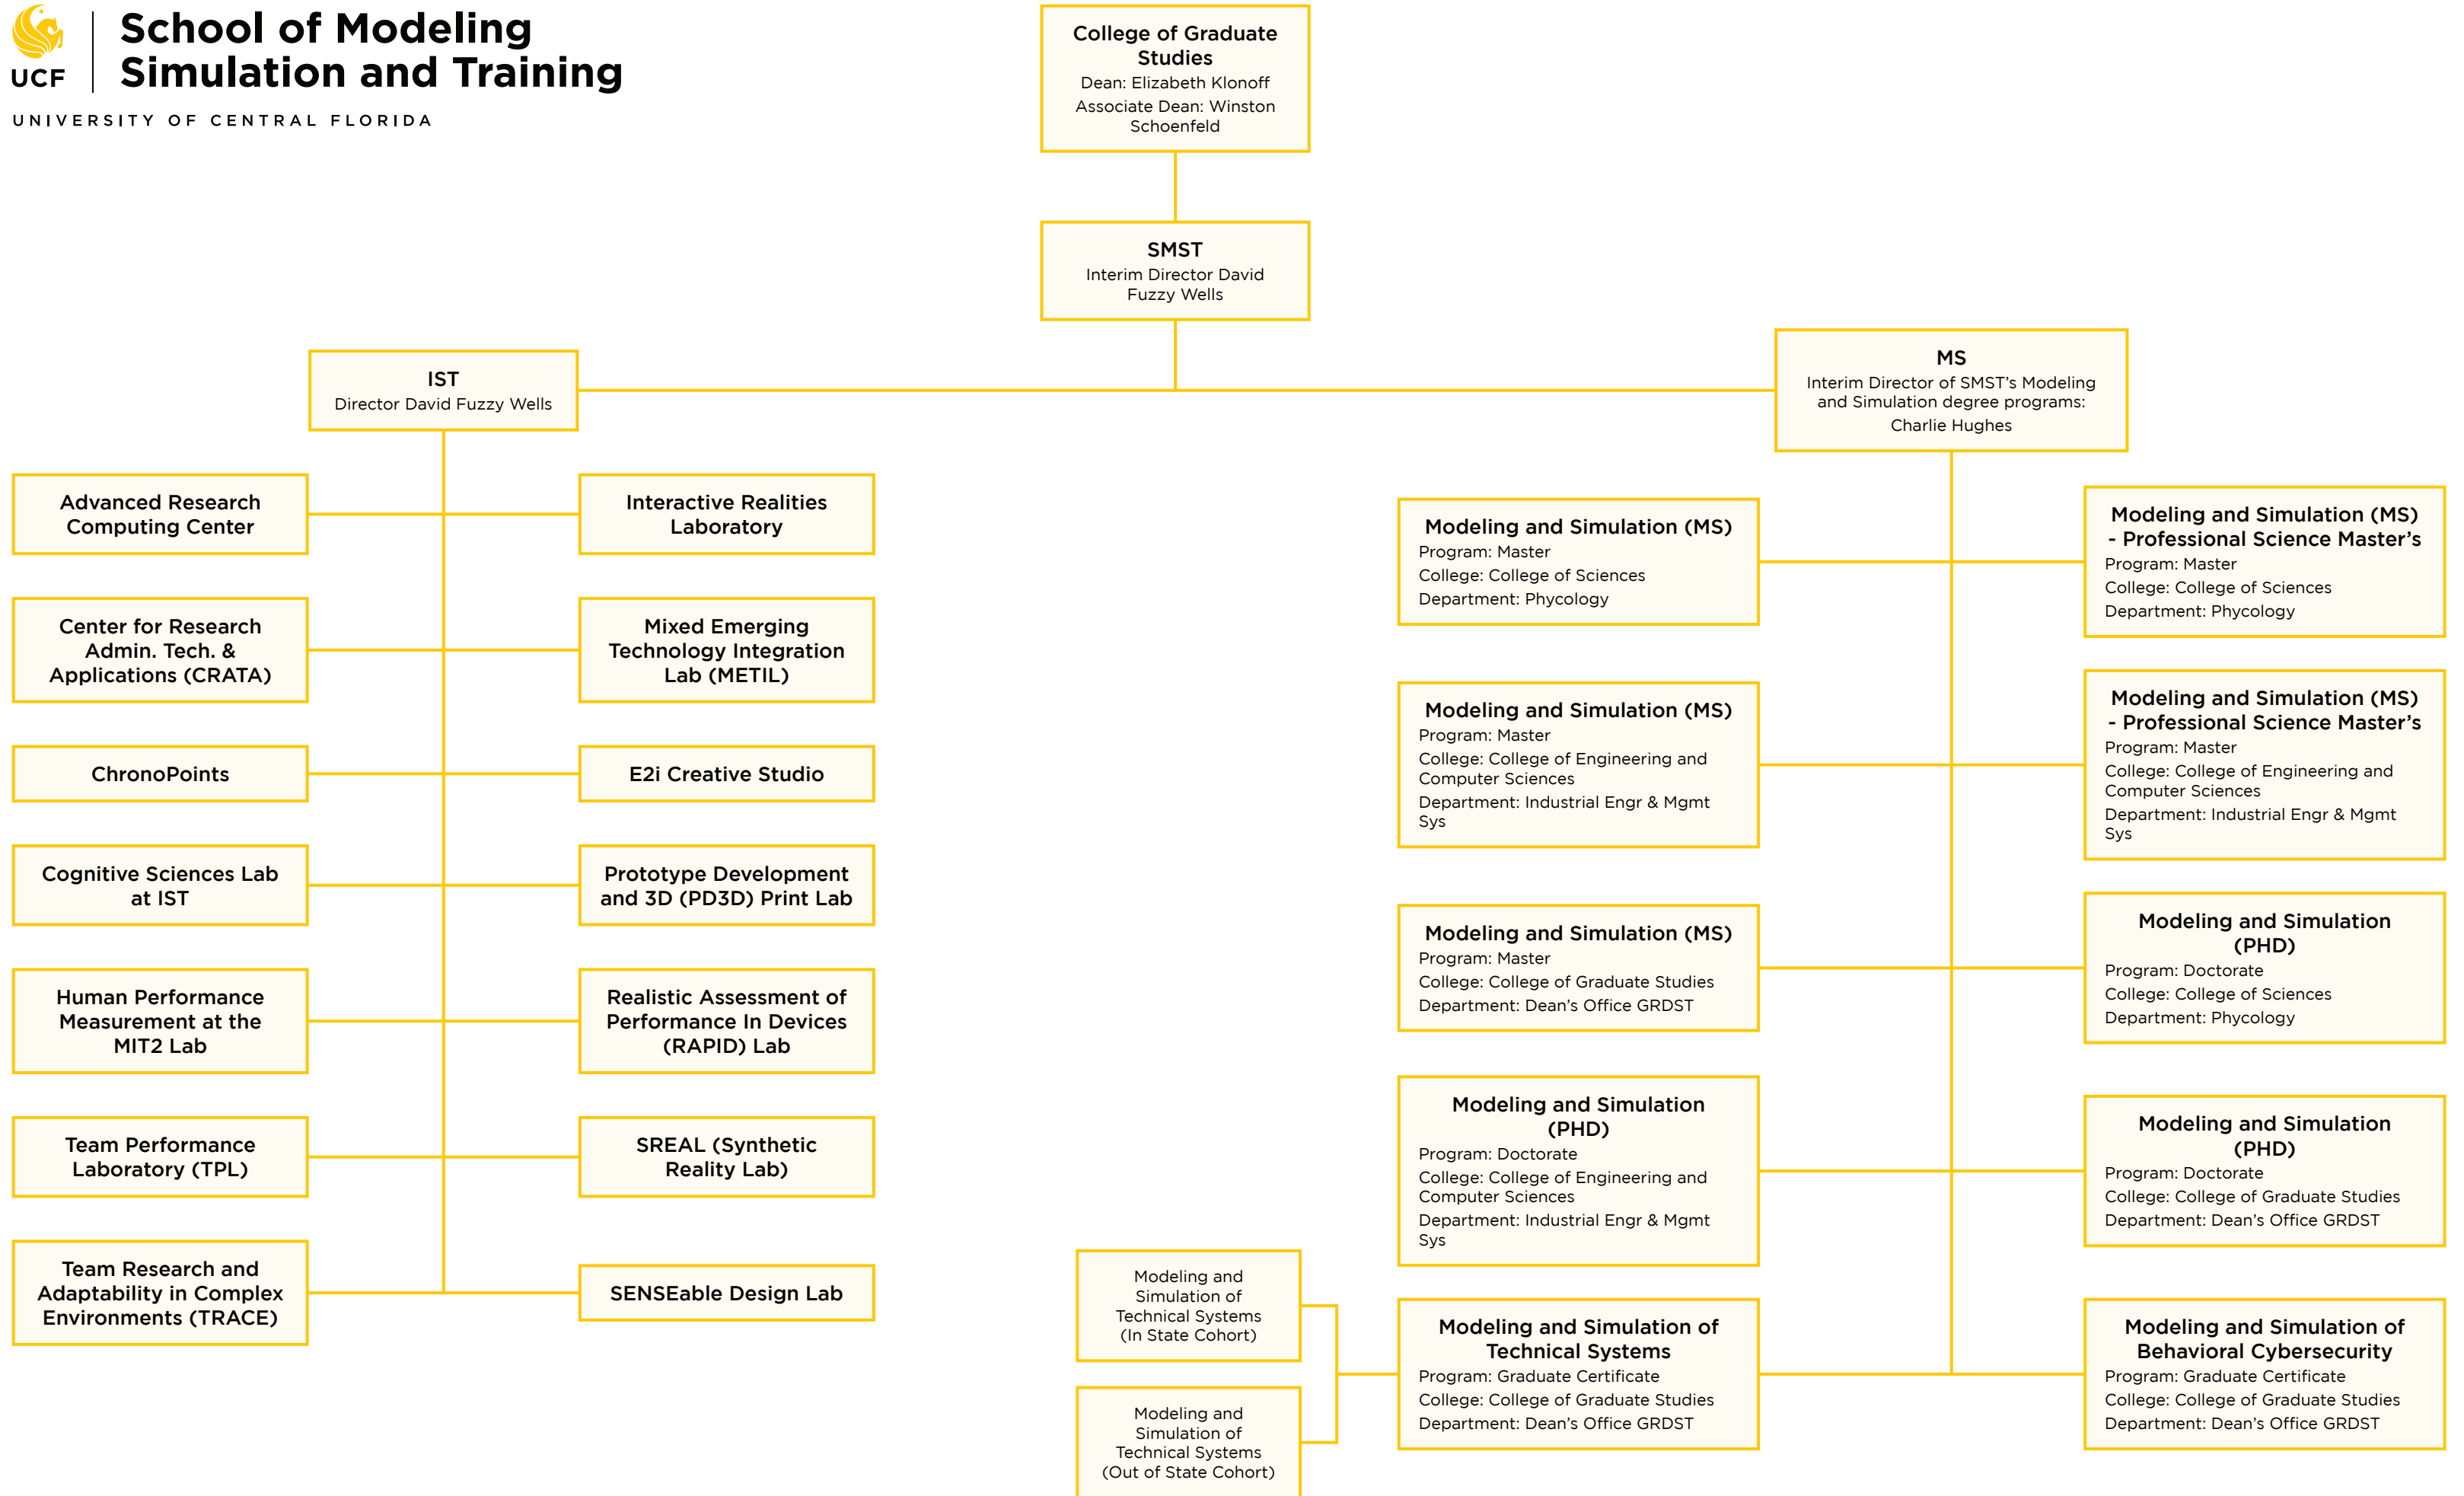 School of Modeling
Simulation and Training
UCF
UNIVERSITY OF CENTRAL FLORIDA
College of Graduate
Studies
Dean: Elizabeth Klonoff
Associate Dean: Winston
Schoenfeld
SMST
Interim Director David
Fuzzy Wells
IST
Director David Fuzzy Wells
MS
Interim Director of SMST’s Modeling
and Simulation degree programs:
Charlie Hughes
Advanced Research
Computing Center
Interactive Realities
Laboratory
Center for Research
Admin. Tech. &
Applications (CRATA)
Mixed Emerging
Technology Integration
Lab (METIL)
ChronoPoints
E2i Creative Studio
Cognitive Sciences Lab
at IST
Prototype Development
and 3D (PD3D) Print Lab
Human Performance
Measurement at the
MIT2 Lab
Realistic Assessment of
Performance In Devices
(RAPID) Lab
Team Performance
Laboratory (TPL)
SREAL (Synthetic
Reality Lab)
Team Research and
Adaptability in Complex
Environments (TRACE)
SENSEable Design Lab
Modeling and Simulation (MS)
Program: Master
College: College of Sciences
Department: Phycology
Modeling and Simulation (MS)
- Professional Science Master’s
Program: Master
College: College of Sciences
Department: Phycology
Modeling and Simulation (MS)
Program: Master
College: College of Engineering and
Computer Sciences
Department: Industrial Engr & Mgmt
Sys
Modeling and Simulation (MS)
- Professional Science Master’s
Program: Master
College: College of Engineering and
Computer Sciences
Department: Industrial Engr & Mgmt
Sys
Modeling and Simulation (MS)
Program: Master
College: College of Graduate Studies
Department: Dean’s Office GRDST
Modeling and Simulation
(PHD)
Program: Doctorate
College: College of Sciences
Department: Phycology
Modeling and Simulation
(PHD)
Program: Doctorate
College: College of Engineering and
Computer Sciences
Department: Industrial Engr & Mgmt
Sys
Modeling and Simulation
(PHD)
Program: Doctorate
College: College of Graduate Studies
Department: Dean’s Office GRDST
Modeling and
Simulation of
Technical Systems
(In State Cohort)
Modeling and
Simulation of
Technical Systems
(Out of State Cohort)
Modeling and Simulation of
Technical Systems
Program: Graduate Certificate
College: College of Graduate Studies
Department: Dean’s Office GRDST
Modeling and Simulation of
Behavioral Cybersecurity
Program: Graduate Certificate
College: College of Graduate Studies
Department: Dean’s Office GRDST